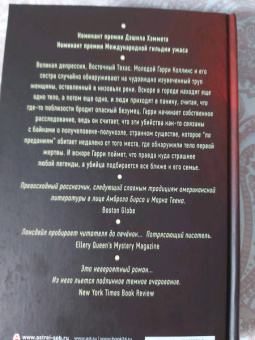 Номинант премии Дэшила Хэммета
Номинант премии Международной гильдии ужаса
Великая депрессия, Восточный Техас. Молодой Гарри Коллинс и его
сестра случайно обнаруживают на чудовищно изувеченный труп
женщины, оставленный в низовьях реки. Вскоре в городе находят еще
одно тело, а потом еще одно, и люди приходят в панику, считая, что
где-то поблизости бродит опасный безумец. Гарри начинает собственное
расследование, ведь он считает, что эти убийства как-то связаны
с байками о получеловеке-полукозле, странном существе, которое "по
преданиям" обитает недалеко от того места, где обнаружили тело первой
жертвы. И вскоре Гарри поймет, что правда куда страшнее
любой легенды, а убийца подбирается все ближе к его семье.
Превосходный рассказчик, следующий славным традициям американской
литературы в лице Амброза Бирса и Марка Твена.
Boston Globe
Лансдейл пробирает читателя до печёнок... Потрясающий писатель.
Ellery Queen's Mystery Magazine
Это невероятный роман...
Из него льется подлинное темное очарование.
New York Times Book Review
www.astrel-spb.ru